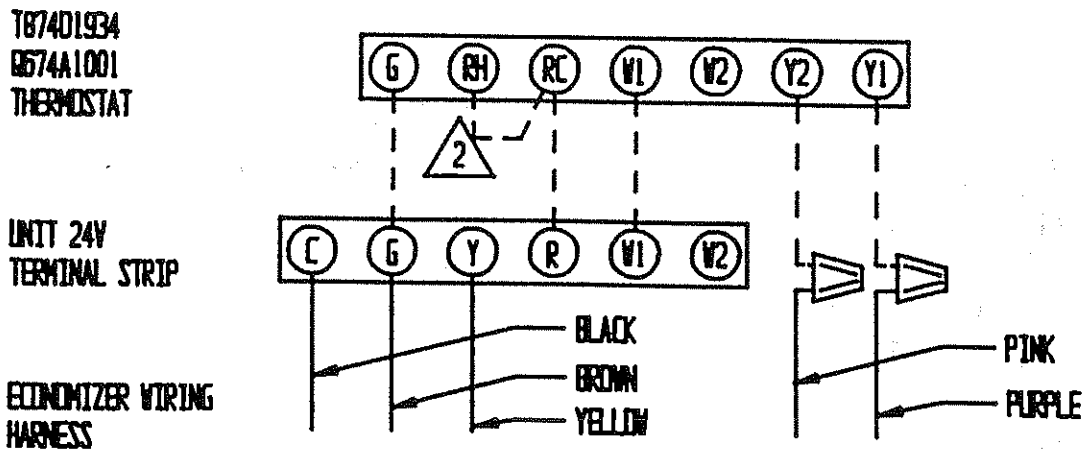 T874D1934
Q674A1001
THERMOSTAT
G RH RC W1 W2 Y2 Y1
2
UNIT 24V
TERMINAL STRIP
C G Y R W1 W2
BLACK
BROWN
YELLOW
PINK
PURPLE
ECONOMIZER WIRING
HARNESS